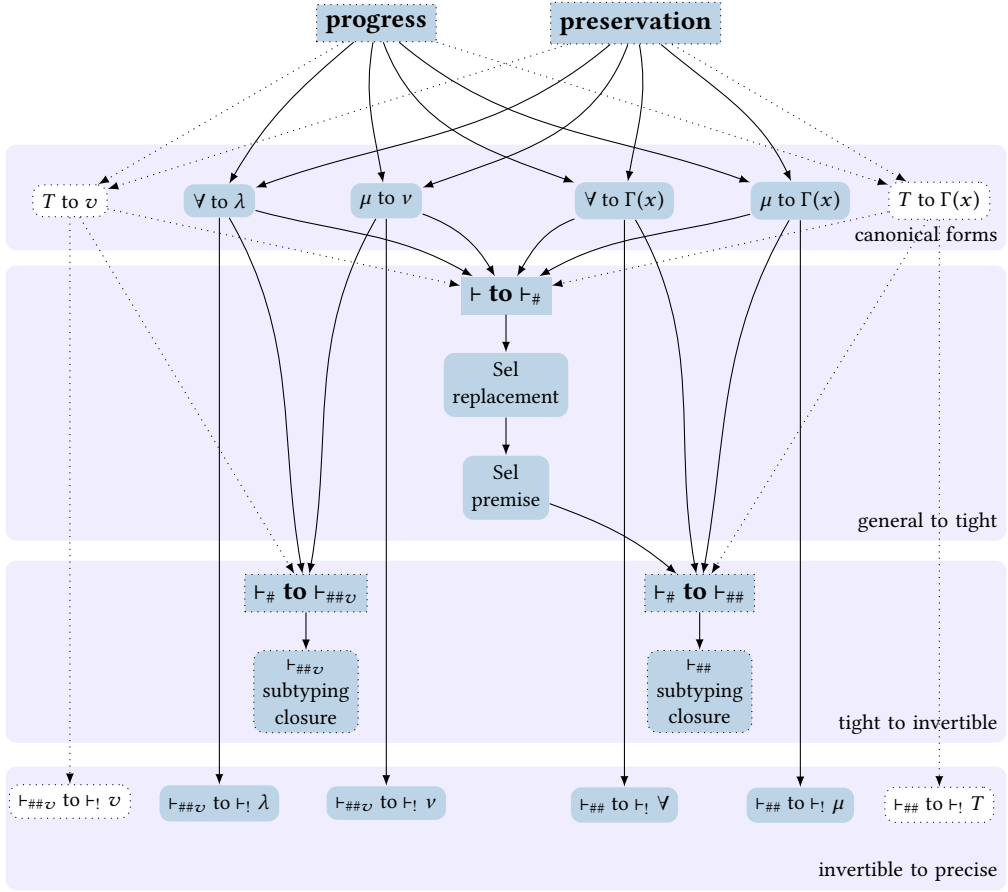 progress
preservation
T to v
∀ to λ
μ to ν
∀ to Γ(x)
μ to Γ(x)
T to Γ(x)
canonical forms
⊢ to ⊢#
Sel
replacement
Sel
premise
general to tight
⊢# to ⊢##v
⊢# to ⊢##
⊢##v
subtyping
closure
⊢##
subtyping
closure
tight to invertible
⊢##v to ⊢! v
⊢##v to ⊢! λ
⊢##v to ⊢! ν
⊢## to ⊢! ∀
⊢## to ⊢! μ
⊢## to ⊢! T
invertible to precise